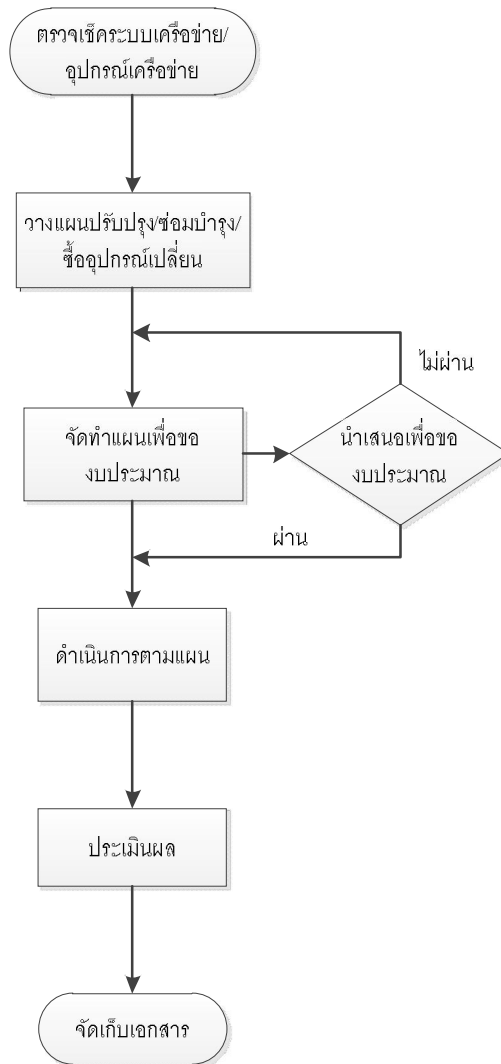 ตรวจเช็คระบบเครือข่าย/
อุปกรณ์เครือข่าย
วางแผนปรับปรุง/ซ่อมบำรุง/
ซื้ออุปกรณ์เปลี่ยน
ไม่ผ่าน
จัดทำแผนเพื่อขอ
งบประมาณ
นำเสนอเพื่อขอ
งบประมาณ
ผ่าน
ดำเนินการตามแผน
ประเมินผล
จัดเก็บเอกสาร